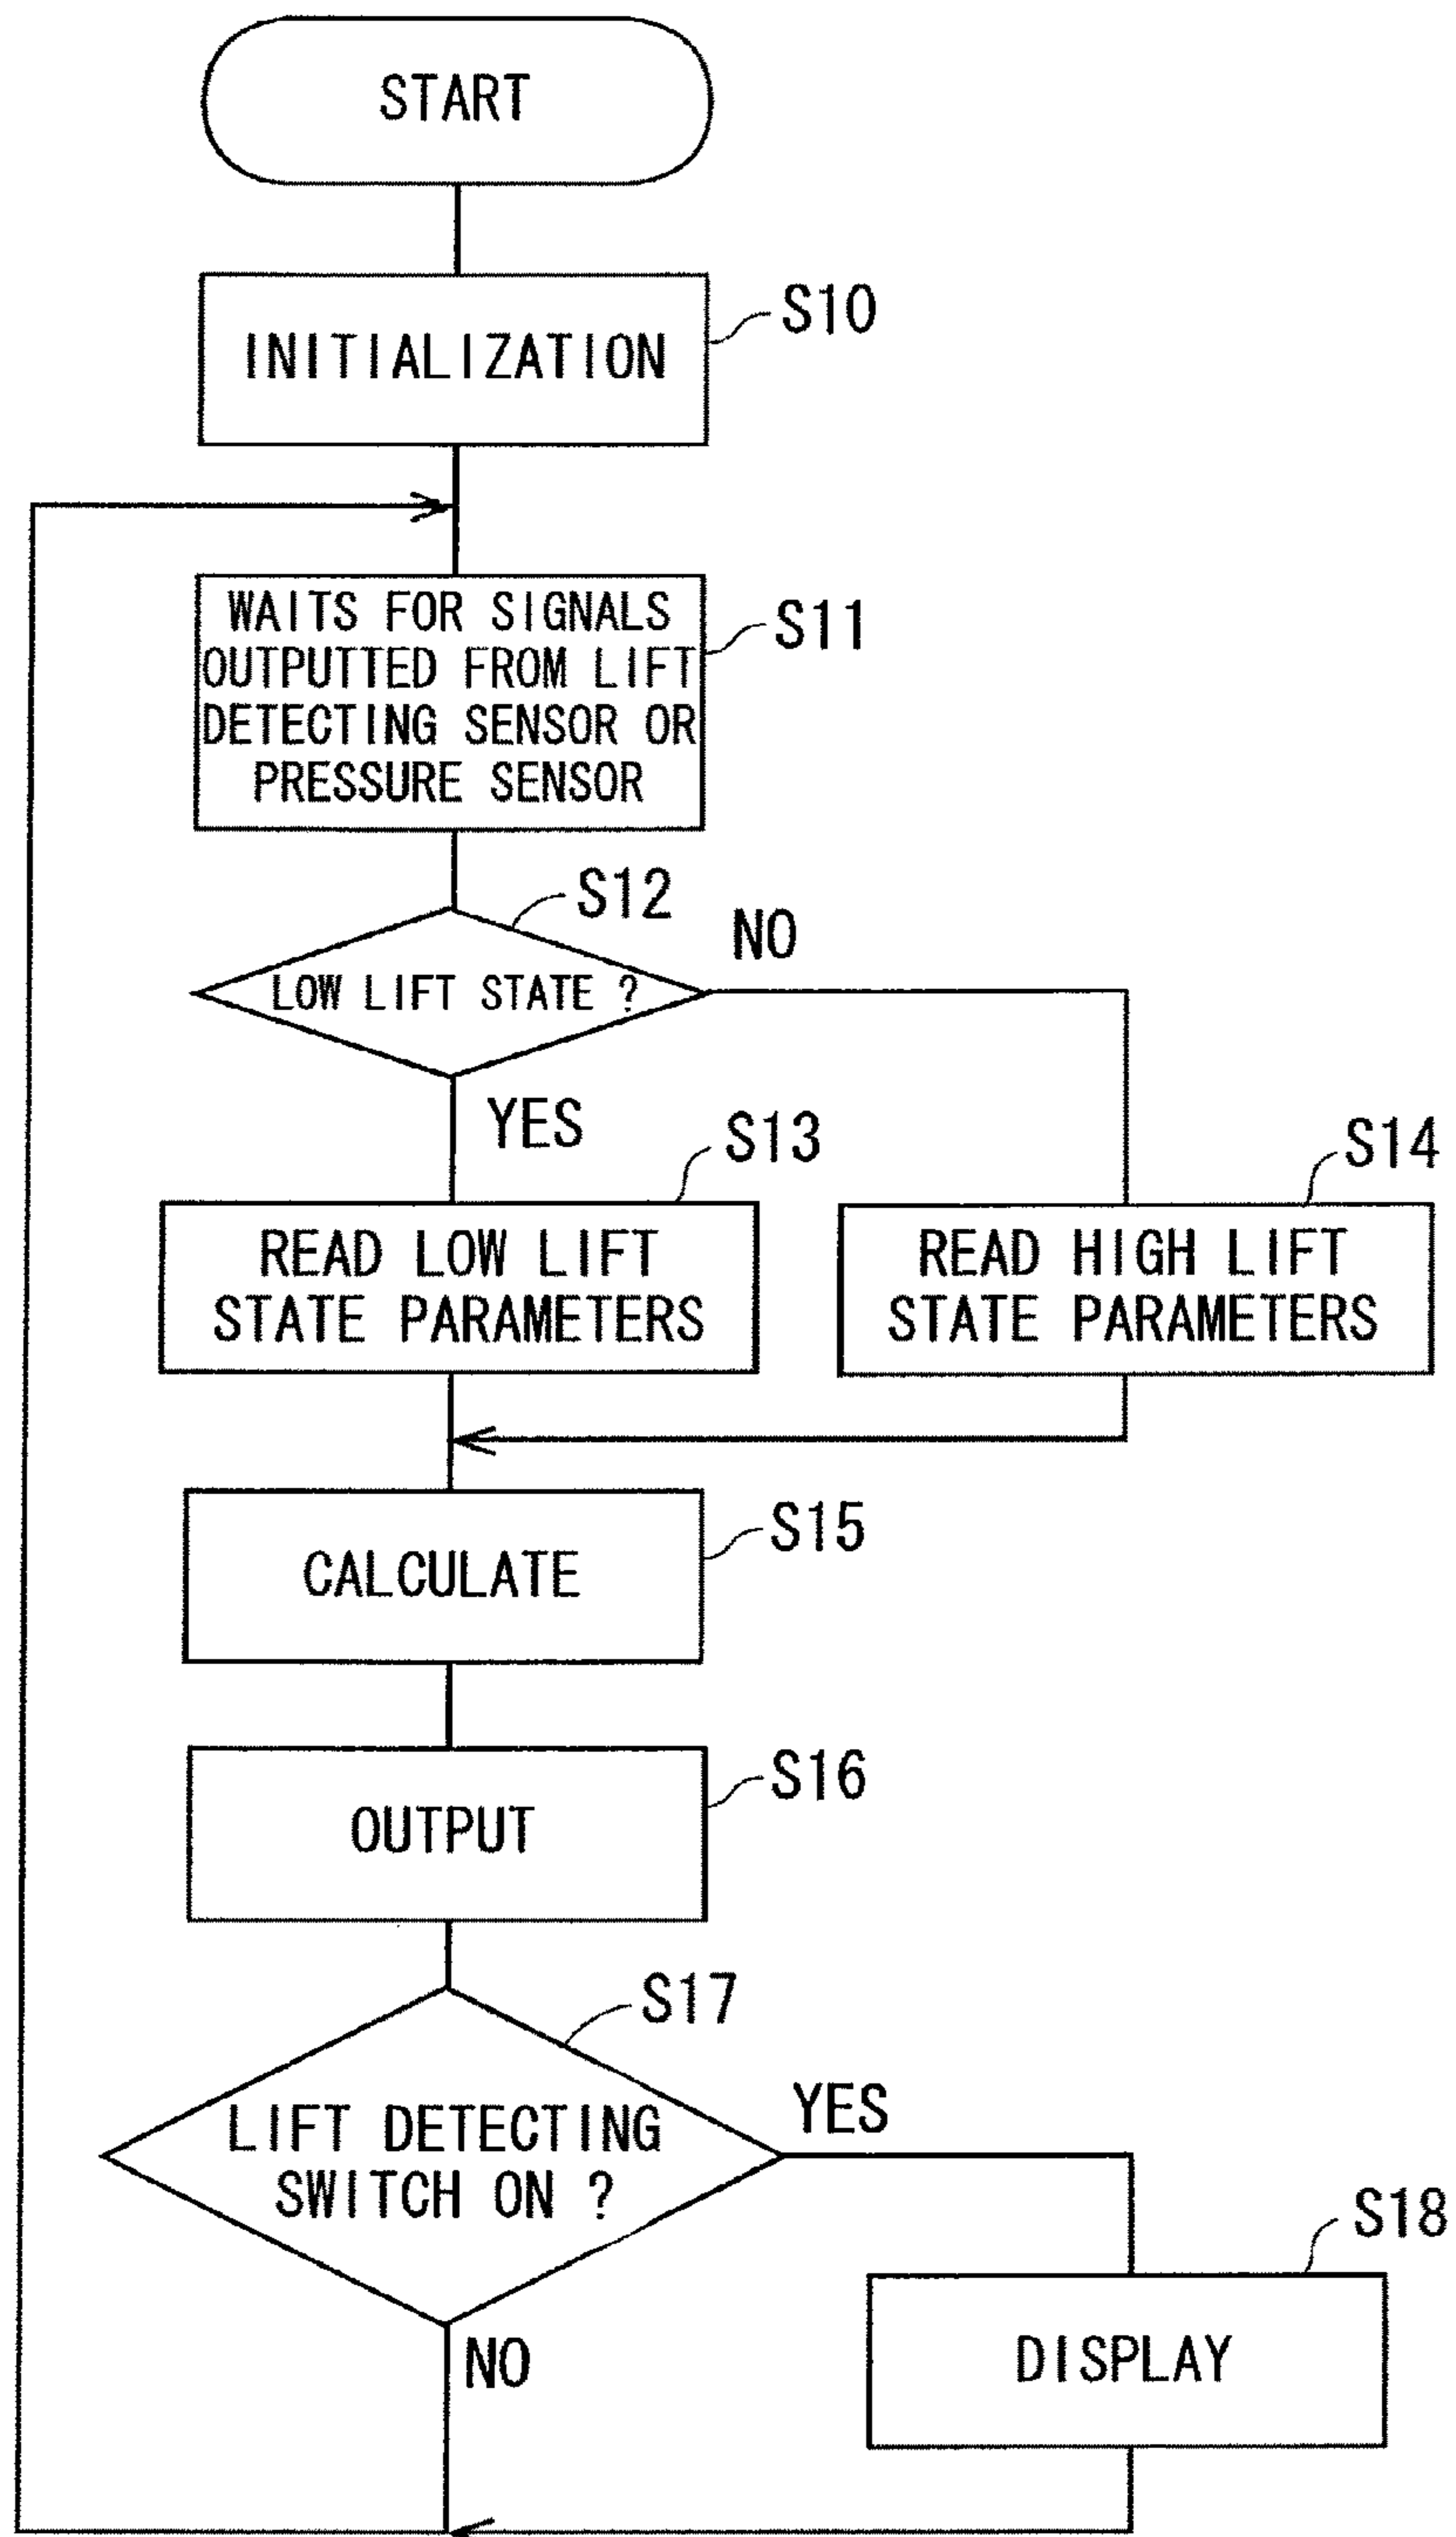 START
INITIALIZATION
S10
WAITS FOR SIGNALS
OUTPUTTED FROM LIFT
DETECTING SENSOR OR
PRESSURE SENSOR
S11
S12
LOW LIFT STATE ?
NO
YES
S13
READ LOW LIFT
STATE PARAMETERS
S14
READ HIGH LIFT
STATE PARAMETERS
S15
CALCULATE
S16
OUTPUT
S17
LIFT DETECTING
SWITCH ON ?
YES
NO
S18
DISPLAY